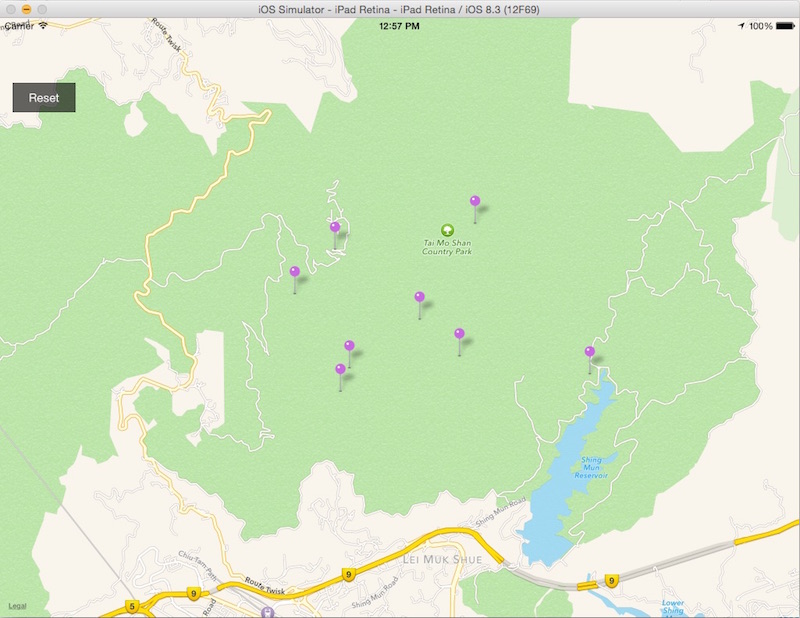 iOS Simulator - iPad Retina - iPad Retina / iOS 8.3 (12F69)
Carrier
12:57 PM
100%
Route Twisk
Reset
Tai Mo Shan
Country Park
Shing
Mun
Reservoir
Shing Mun Road
LEI MUK SHUE
Chiu Tam Path
Route Twisk
9
9
9
5
Road
Shing Mun Road
Legal
Lower
Shing